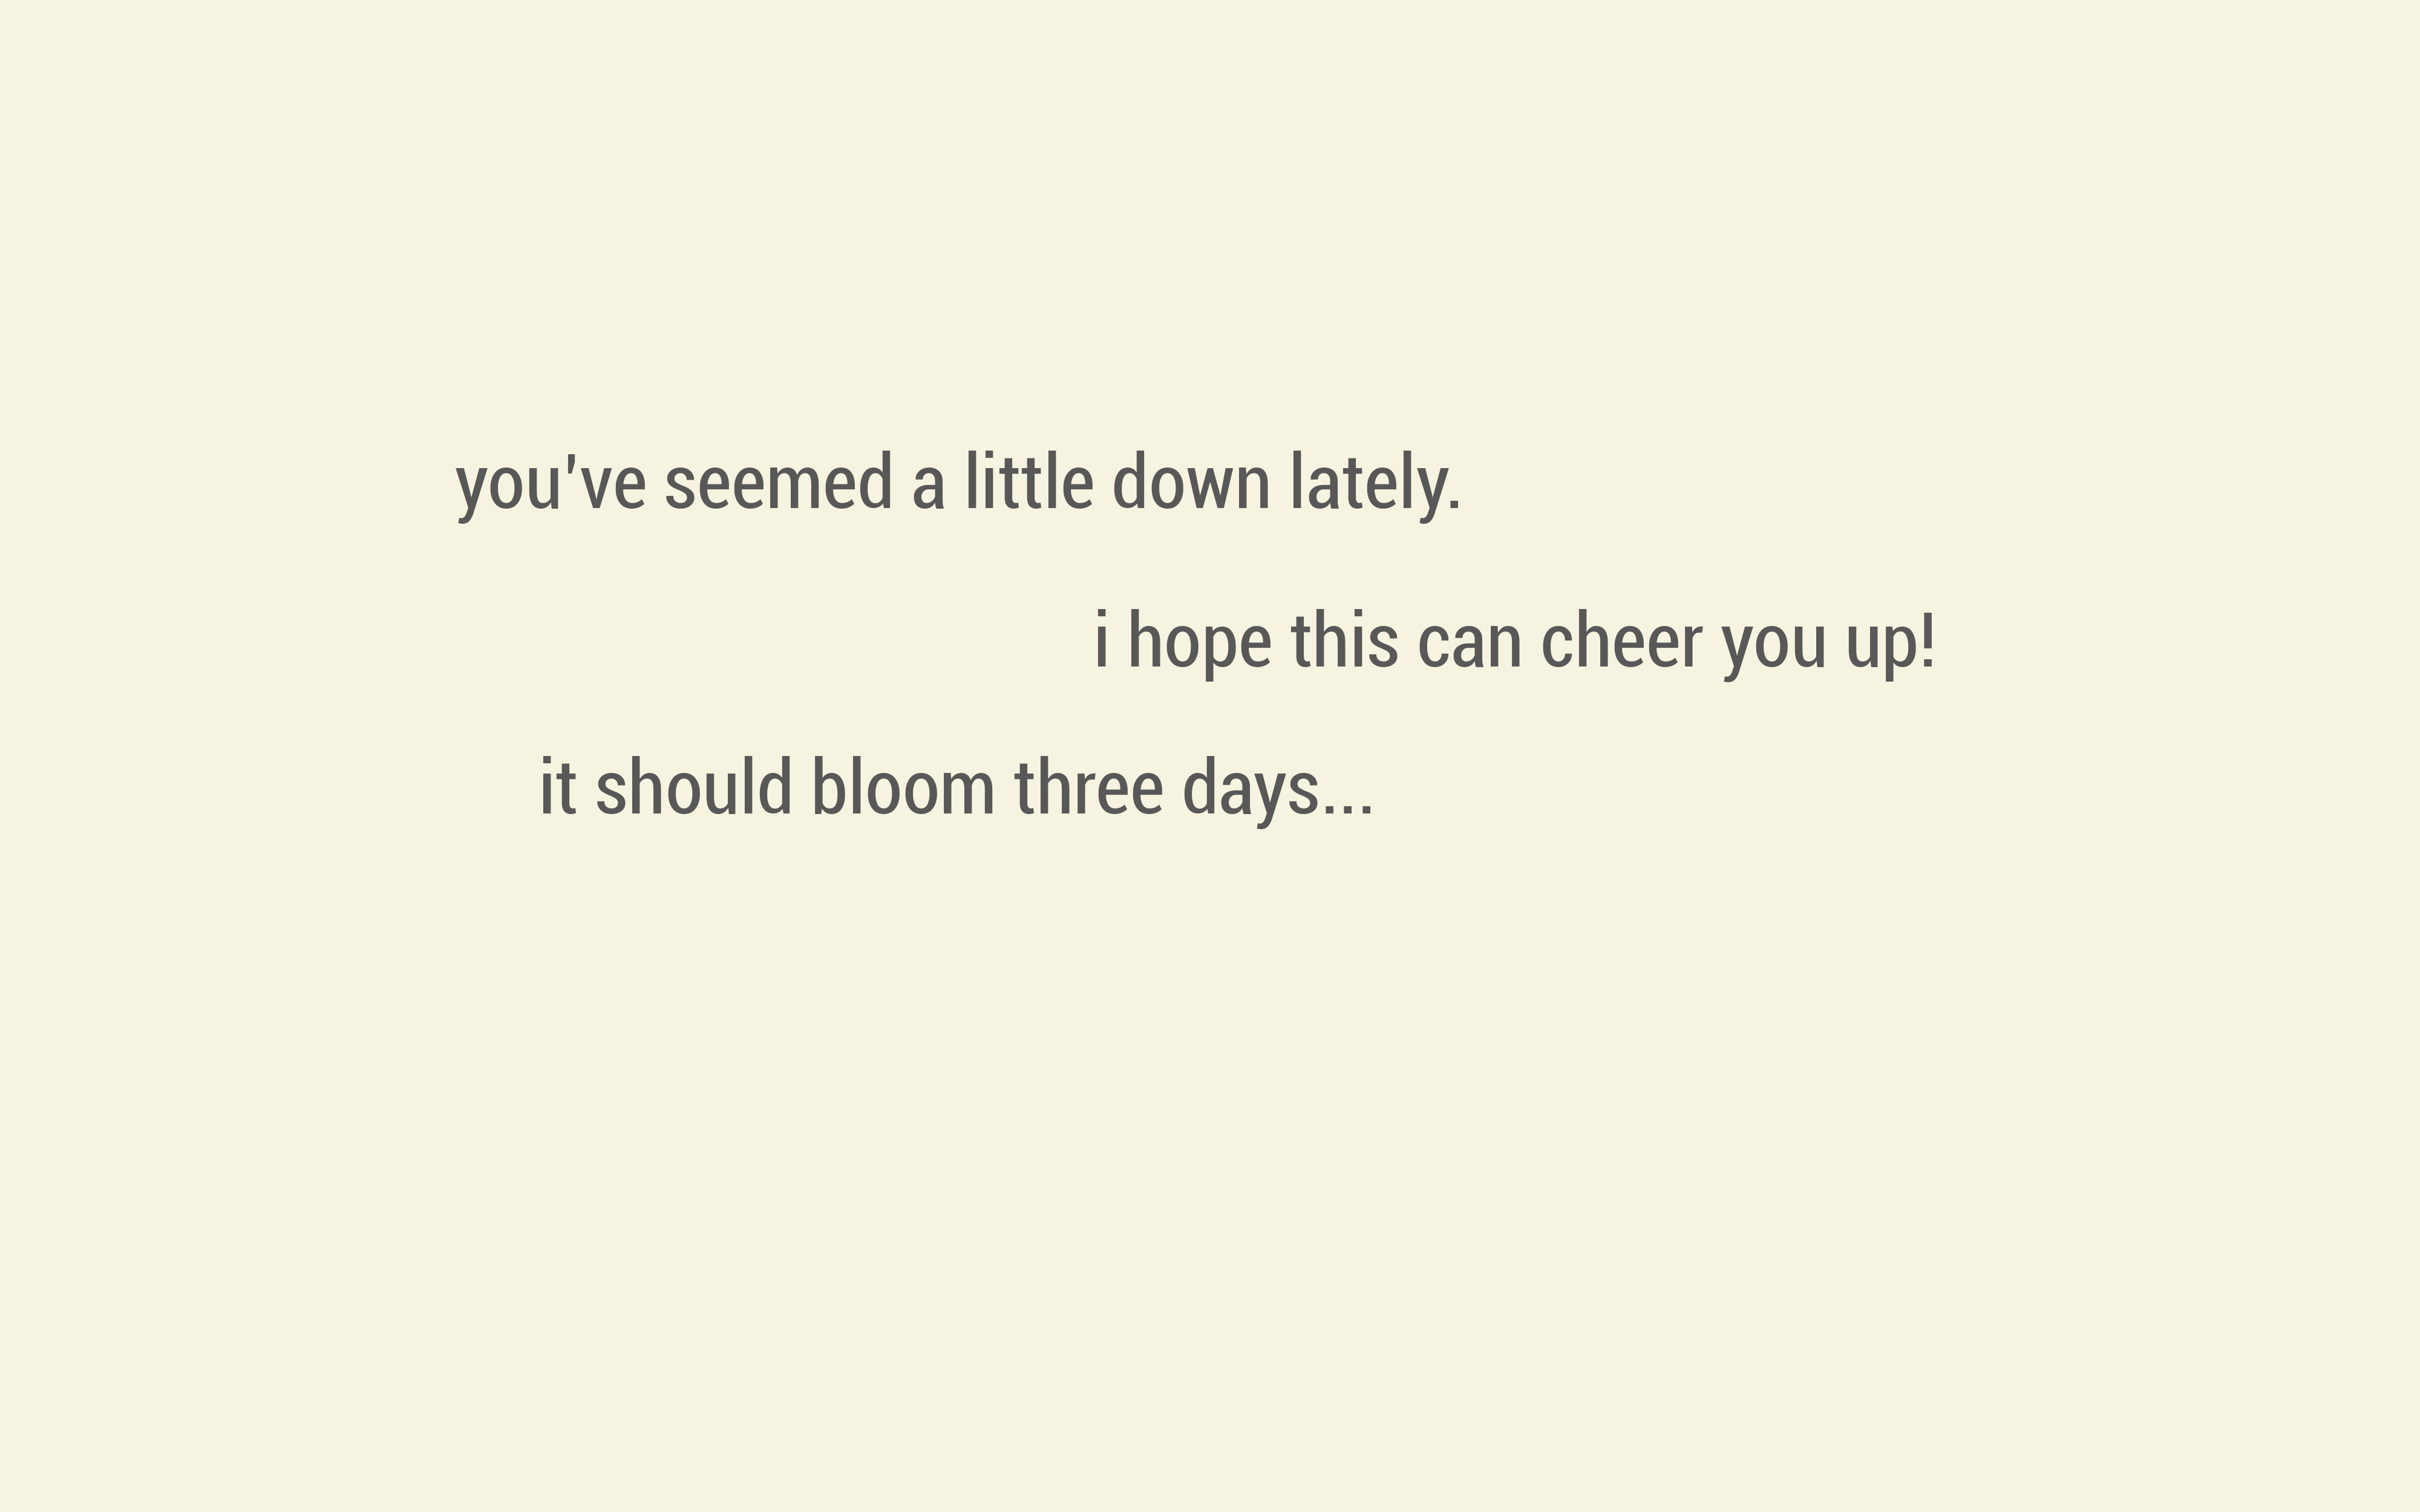 you've seemed a little down lately.
i hope this can cheer you up!
it should bloom three days...